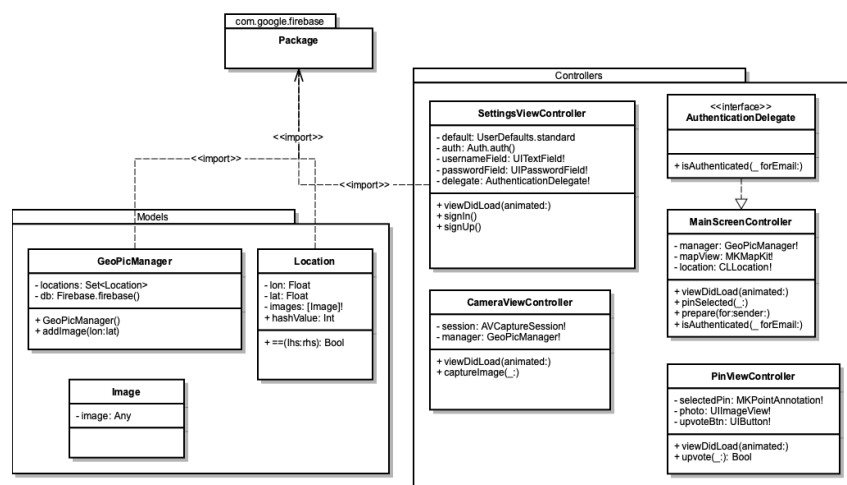 com.google.firebase
Package
<<import>>
<<import>>
<<import>>
Controllers
SettingsViewController
- default: UserDefaults.standard
- auth: Auth.auth()
- usernameField: UITextField!
- passwordField: UIPasswordField!
- delegate: AuthenticationDelegate!
+ viewDidLoad(animated:)
+ signIn()
+ signUp()
<<interface>>
AuthenticationDelegate
+ isAuthenticated(_ forEmail:)
MainScreenController
- manager: GeoPicManager!
- mapView: MKMapKit!
- location: CLLocation!
+ viewDidLoad(animated:)
+ pinSelected(_:)
+ prepare(for:sender:)
+ isAuthenticated(_ forEmail:)
CameraViewController
- session: AVCaptureSession!
- manager: GeoPicManager!
+ viewDidLoad(animated:)
+ captureImage(_:)
PinViewController
- selectedPin: MKPointAnnotation!
- photo: UIImageView!
- upvoteBtn: UIButton!
+ viewDidLoad(animated:)
+ upvote(_:): Bool
Models
GeoPicManager
- locations: Set<Location>
- db: Firebase.firebase()
+ GeoPicManager()
+ addImage(lon:lat)
Location
- lon: Float
- lat: Float
- images: [Image]!
+ hashValue: Int
+ ==(lhs:rhs): Bool
Image
- image: Any